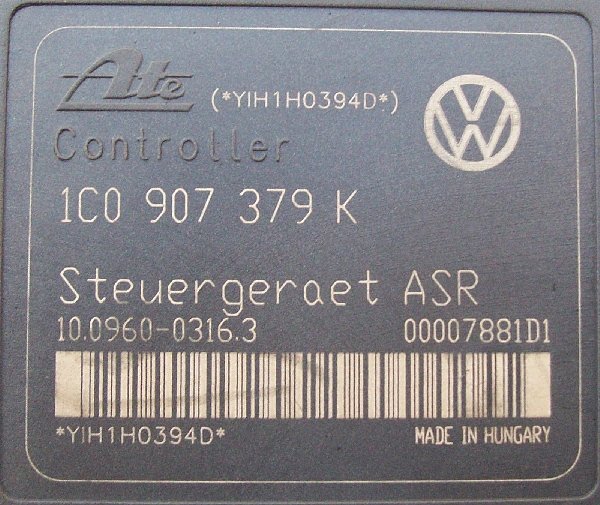 Ate (*YIH1H0394D*)
Controller
1C0 907 379 K
Steuergeraet ASR
10.0960-0316.3 00007881D1
*YIH1H0394D* MADE IN HUNGARY